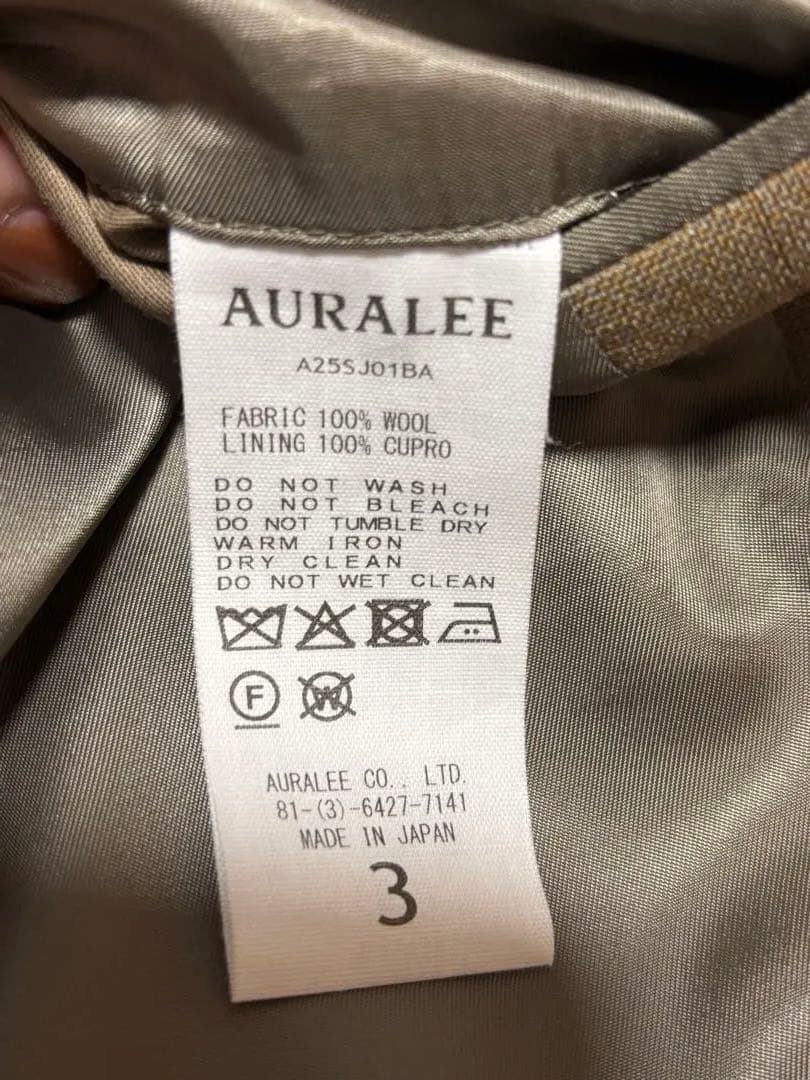 AURALEE
A25SJ01BA
FABRIC 100% WOOL
LINING 100% CUPRO
DO NOT WASH
DO NOT BLEACH
DO NOT TUMBLE DRY
WARM IRON
DRY CLEAN
DO NOT WET CLEAN
F W
AURALEE CO., LTD.
81-(3)-6427-7141
MADE IN JAPAN
3